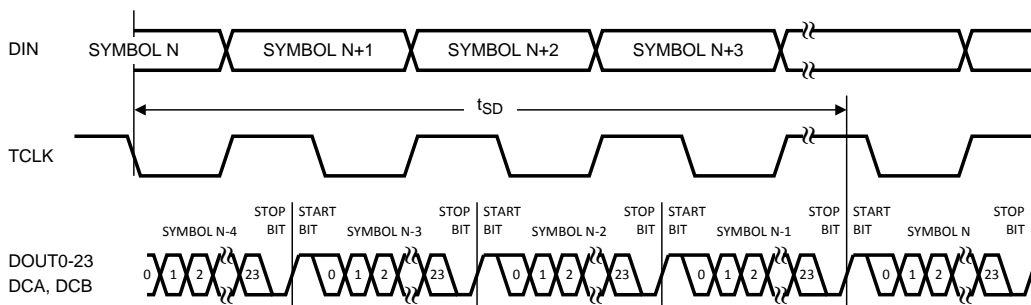 DIN
SYMBOL N
SYMBOL N+1
SYMBOL N+2
SYMBOL N+3
tSD
TCLK
STOP BIT
START BIT
STOP BIT
START BIT
STOP BIT
START BIT
STOP BIT
START BIT
STOP BIT
SYMBOL N-4
SYMBOL N-3
SYMBOL N-2
SYMBOL N-1
SYMBOL N
DOUT0-23
DCA, DCB
0 1 2 23
0 1 2 23
0 1 2 23
0 1 2 23
0 1 2 23